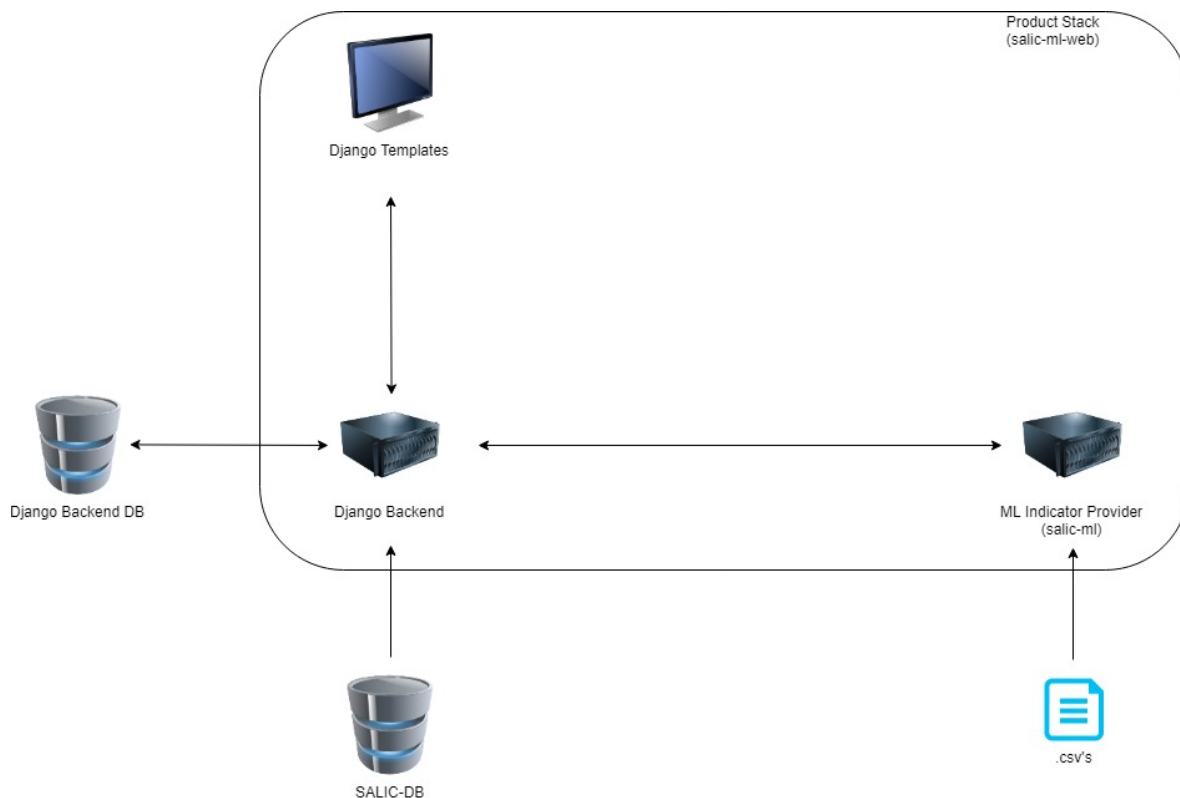 Product Stack
(salic-ml-web)
Django Templates
Django Backend DB
Django Backend
ML Indicator Provider
(salic-ml)
SALIC-DB
.csv's